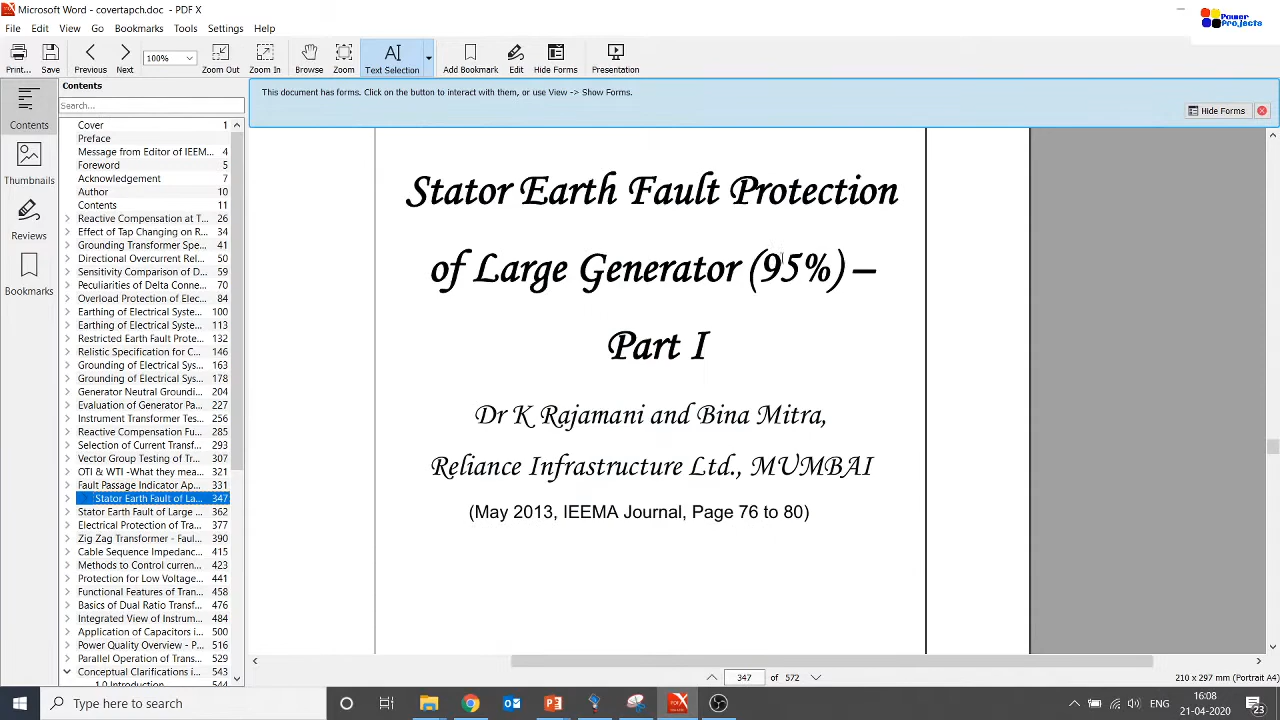 Microsoft Word - covertapch.doc - PDF X
Power
Projects
File Edit View Go Bookmarks Tools Settings Help
Print... Save Previous Next 100% Zoom Out Zoom In Browse Zoom Text Selection Add Bookmark Edit Hide Forms Presentation
Contents
Contents
Thumbnails
Reviews
Bookmarks
Search...
Cover 1
Preface
Message from Editor of IEEM... 4
Foreword 5
Acknowledgement 7
Author 10
Contents 11
Reactive Compensation at T... 26
Effect of Tap Changing on R... 34
Grounding Transformer Spe... 41
Directional Overcurrent Rel... 50
Sensitivity Comparison of D... 59
Peculiarities of Delta Connec... 70
Overload Protection of Elec... 84
Earthing of Electrical Syste... 100
Earthing of Electrical Syste... 113
Restricted Earth Fault Prote... 132
Relistic Specification for C... 146
Grounding of Electrical Sys... 163
Grounding of Electrical Sys... 178
Generator Neutral Groundi... 204
Evaluation of Generator Pa... 227
Instrument Transformer Tes... 256
Reactive Compensation Fu... 285
Selection of Current Transf... 293
Vector Group Testing of Tr... 307
OTI & WTI -What they mea... 321
Fault Passage Indicator Ap... 331
Stator Earth Fault of La... 347
Stator Earth Fault of Large ... 362
Electrical Protection of Tra... 377
Zig Zag Transformer - Faul... 390
Cable Sequence Impedanc... 415
Methods to Control curren... 423
Protection for Low Voltage... 441
Functional Features of Tran... 458
Basics of Dual Ratio Transf... 476
Integrated View of Instrum... 484
Application of Capacitors i... 500
Power Quality Overview - P... 516
Parallel Operation of Trans... 529
Conceptual Clarifications i... 543
1.0 Introduction 544
This document has forms. Click on the button to interact with them, or use View -> Show Forms.
Hide Forms
Stator Earth Fault Protection
of Large Generator (95%) –
Part I
Dr K Rajamani and Bina Mitra,
Reliance Infrastructure Ltd., MUMBAI
(May 2013, IEEMA Journal, Page 76 to 80)
347 of 572
210 x 297 mm (Portrait A4)
Type here to search
ENG
16:08
21-04-2020
23